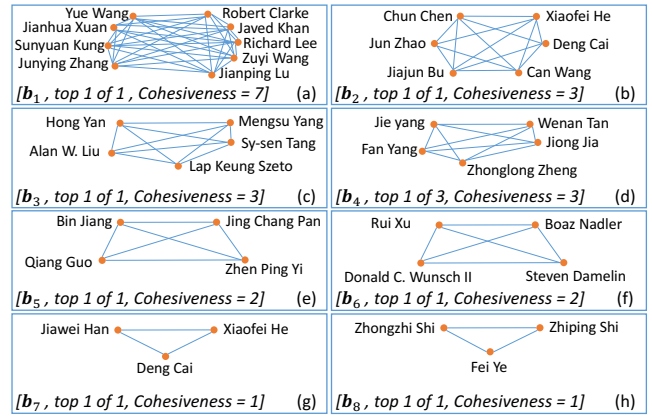 Yue Wang
Robert Clarke
Jianhua Xuan
Javed Khan
Sunyuan Kung
Richard Lee
Junying Zhang
Zuyi Wang
Jianping Lu
[b1 , top 1 of 1 , Cohesiveness = 7] (a)
Chun Chen
Xiaofei He
Jun Zhao
Deng Cai
Jiajun Bu
Can Wang
[b2 , top 1 of 1, Cohesiveness = 3] (b)
Hong Yan
Mengsu Yang
Sy-sen Tang
Alan W. Liu
Lap Keung Szeto
[b3 , top 1 of 1, Cohesiveness = 3] (c)
Jie yang
Wenan Tan
Fan Yang
Jiong Jia
Zhonglong Zheng
[b4 , top 1 of 3, Cohesiveness = 3] (d)
Bin Jiang
Jing Chang Pan
Qiang Guo
Zhen Ping Yi
[b5 , top 1 of 1, Cohesiveness = 2] (e)
Rui Xu
Boaz Nadler
Donald C. Wunsch II
Steven Damelin
[b6 , top 1 of 1, Cohesiveness = 2] (f)
Jiawei Han
Xiaofei He
Deng Cai
[b7 , top 1 of 1, Cohesiveness = 1] (g)
Zhongzhi Shi
Zhiping Shi
Fei Ye
[b8 , top 1 of 1, Cohesiveness = 1] (h)